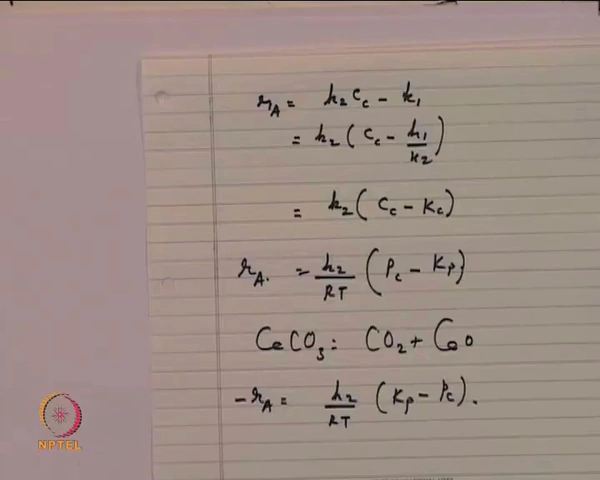 r_A = k_2 C_c - k_1
= k_2 ( C_c - k_1 / k_2 )
= k_2 ( C_c - K_c )
r_A. = k_2 / RT ( P_c - K_p )
CaCO_3 = CO_2 + CaO
-r_A = k_2 / RT ( K_p - P_c ).
NPTEL